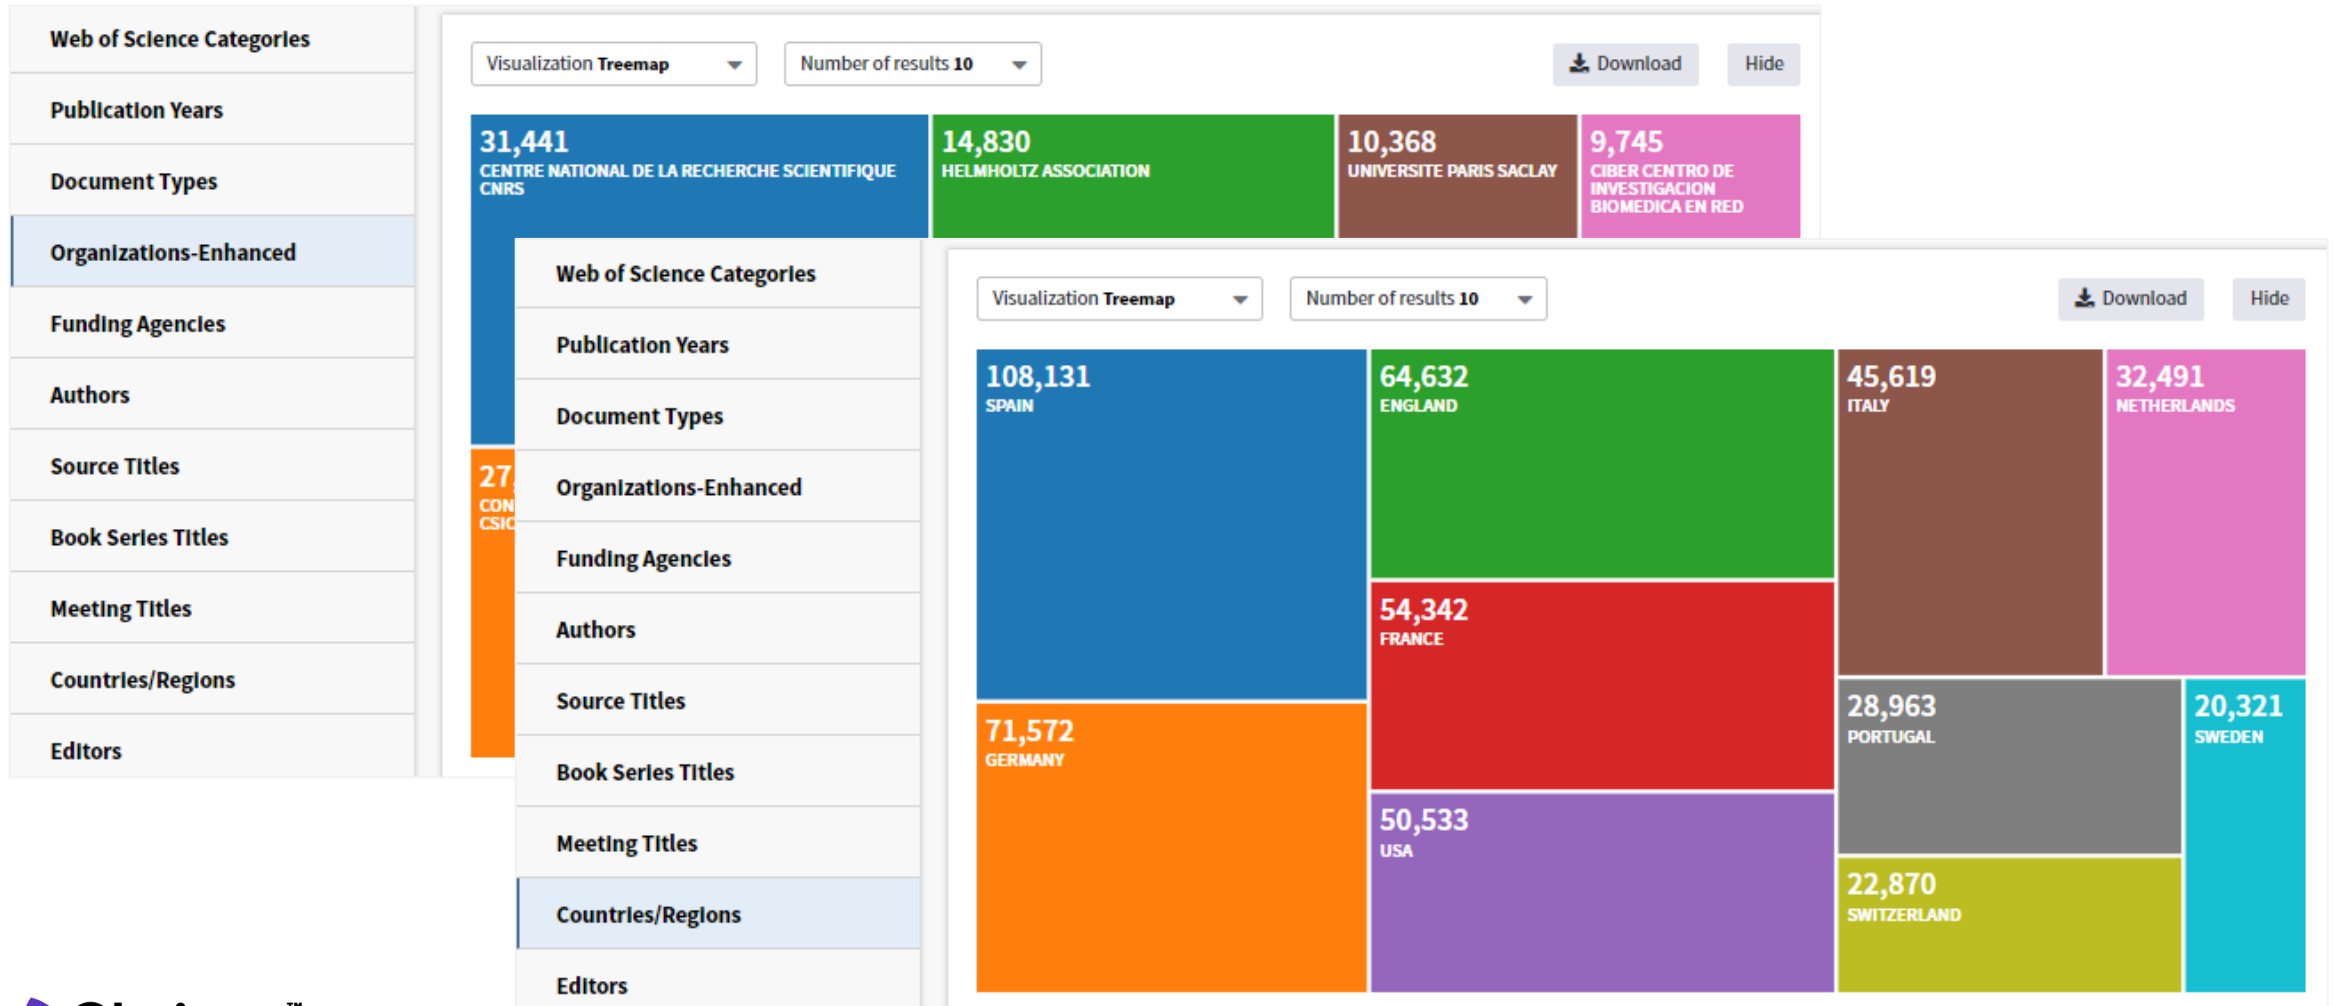 Web of Science Categories
Publication Years
Document Types
Organizations-Enhanced
Funding Agencies
Authors
Source Titles
Book Series Titles
Meeting Titles
Countries/Regions
Editors
Visualization Treemap
Number of results 10
Download
Hide
31,441
CENTRE NATIONAL DE LA RECHERCHE SCIENTIFIQUE
CNRS
14,830
HELMHOLTZ ASSOCIATION
10,368
UNIVERSITE PARIS SACLAY
9,745
CIBER CENTRO DE
INVESTIGACION
BIOMEDICA EN RED
27,
CON
CSIC
Web of Science Categories
Publication Years
Document Types
Organizations-Enhanced
Funding Agencies
Authors
Source Titles
Book Series Titles
Meeting Titles
Countries/Regions
Editors
Visualization Treemap
Number of results 10
Download
Hide
108,131
SPAIN
71,572
GERMANY
64,632
ENGLAND
54,342
FRANCE
50,533
USA
45,619
ITALY
32,491
NETHERLANDS
28,963
PORTUGAL
20,321
SWEDEN
22,870
SWITZERLAND